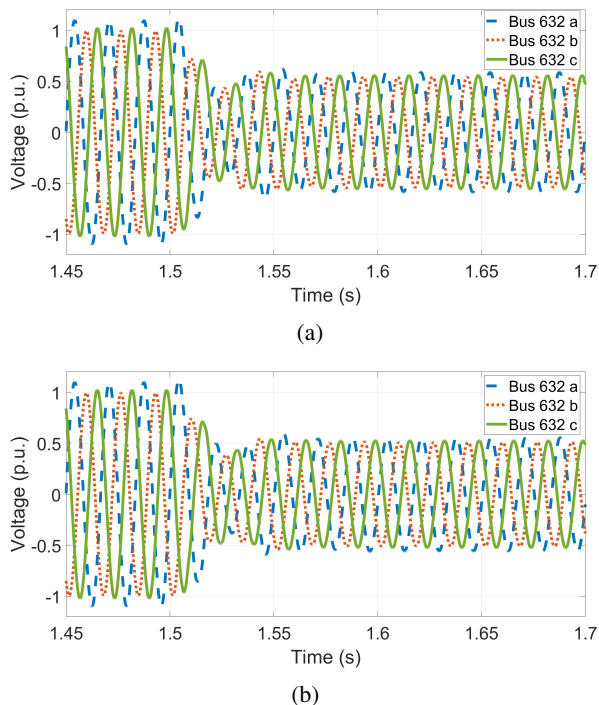 Voltage (p.u.)
1
0.5
0
-0.5
-1
Bus 632 a
Bus 632 b
Bus 632 c
1.45
1.5
1.55
1.6
1.65
1.7
Time (s)
(a)
Voltage (p.u.)
1
0.5
0
-0.5
-1
Bus 632 a
Bus 632 b
Bus 632 c
1.45
1.5
1.55
1.6
1.65
1.7
Time (s)
(b)